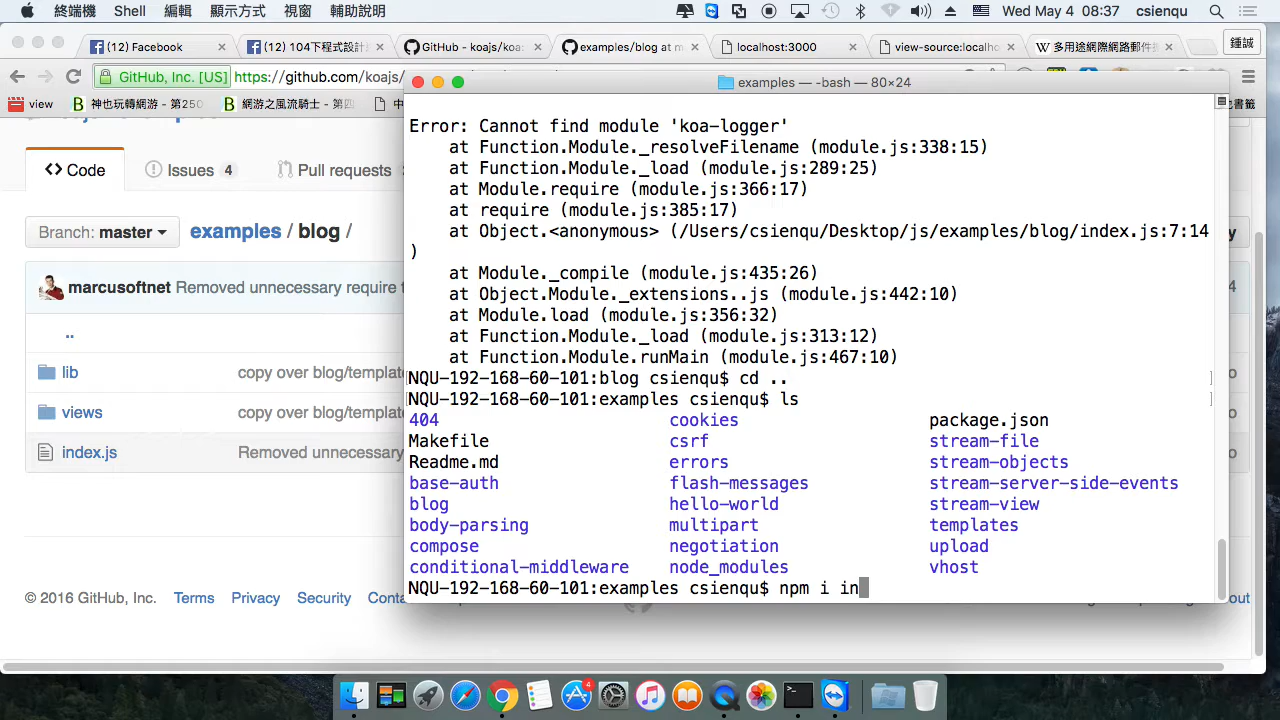 終端機 Shell 編輯 顯示方式 視窗 輔助說明 Wed May 4 08:37 csienqu
(12) Facebook (12) 104下程式設計 GitHub - koajs/koa: examples/blog at m localhost:3000 view-source:localho 多用途網際網路郵件 鍾誠
GitHub, Inc. [US] https://github.com/koajs/
view 神也玩轉網游 - 第250 網游之風流騎士 - 第四 中 也書籤
examples — -bash — 80×24
Error: Cannot find module 'koa-logger'
at Function.Module._resolveFilename (module.js:338:15)
at Function.Module._load (module.js:289:25)
at Module.require (module.js:366:17)
at require (module.js:385:17)
at Object.<anonymous> (/Users/csienqu/Desktop/js/examples/blog/index.js:7:14
)
at Module._compile (module.js:435:26)
at Object.Module._extensions..js (module.js:442:10)
at Module.load (module.js:356:32)
at Function.Module._load (module.js:313:12)
at Function.Module.runMain (module.js:467:10)
NQU-192-168-60-101:blog csienqu$ cd ..
NQU-192-168-60-101:examples csienqu$ ls
404 cookies package.json
Makefile csrf stream-file
Readme.md errors stream-objects
base-auth flash-messages stream-server-side-events
blog hello-world stream-view
body-parsing multipart templates
compose negotiation upload
conditional-middleware node_modules vhost
NQU-192-168-60-101:examples csienqu$ npm i in
Code Issues 4 Pull requests
Branch: master examples / blog /
marcusoftnet Removed unnecessary require t
..
lib copy over blog/templat
views copy over blog/templat
index.js Removed unnecessary
© 2016 GitHub, Inc. Terms Privacy Security Conta
out
4